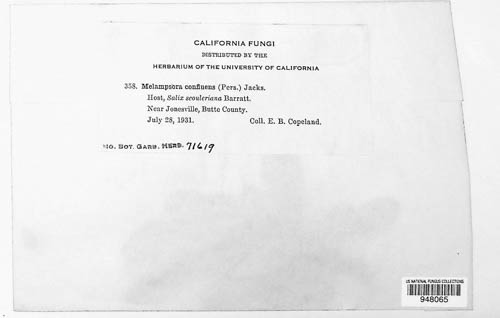 CALIFORNIA FUNGI
DISTRIBUTED BY THE
HERBARIUM OF THE UNIVERSITY OF CALIFORNIA
358. Melampsora confluens (Pers.) Jacks.
Host, Salix scouleriana Barratt.
Near Jonesville, Butte County.
July 28, 1931. Coll. E. B. Copeland.
MO. BOT. GARD. HERB. 71619
US NATIONAL FUNGUS COLLECTIONS
948065